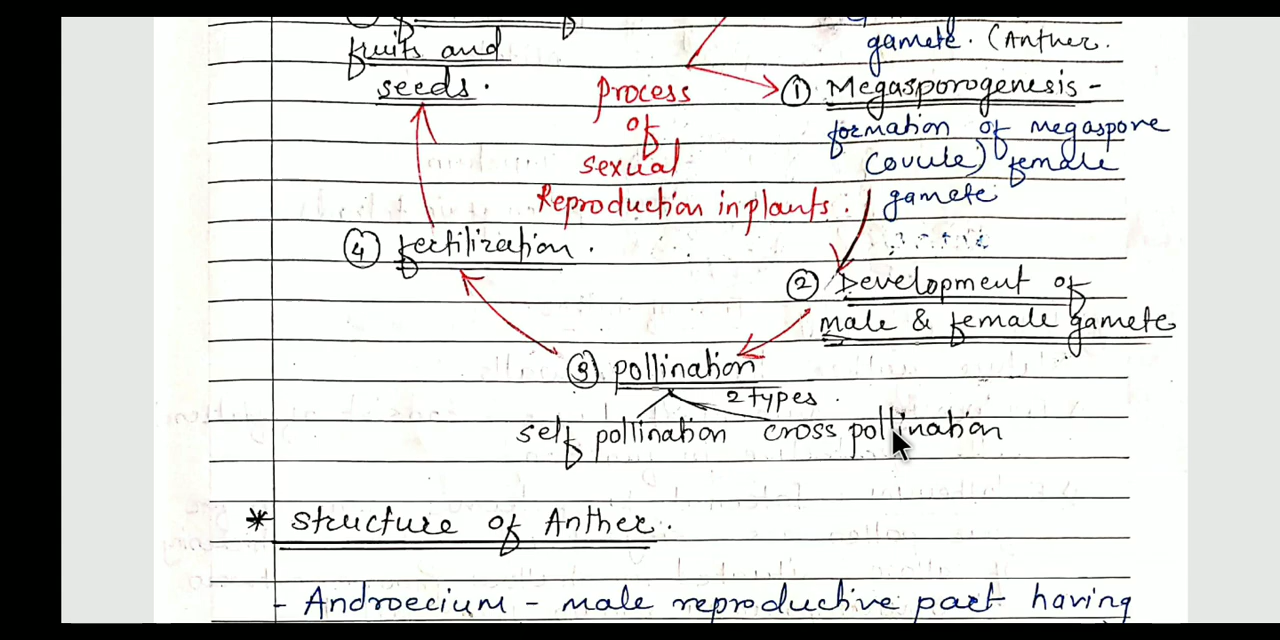 gamete. (Anther.
fruits and
seeds.
① Megasporogenesis -
formation of megaspore
(ovule) female
gamete
process
of
sexual
Reproduction in plants.
④ fertilization.
② Development of
male & female gamete
③ pollination
2 types.
self pollination cross pollination
* structure of Anther.
- Androecium - male reproductive part having